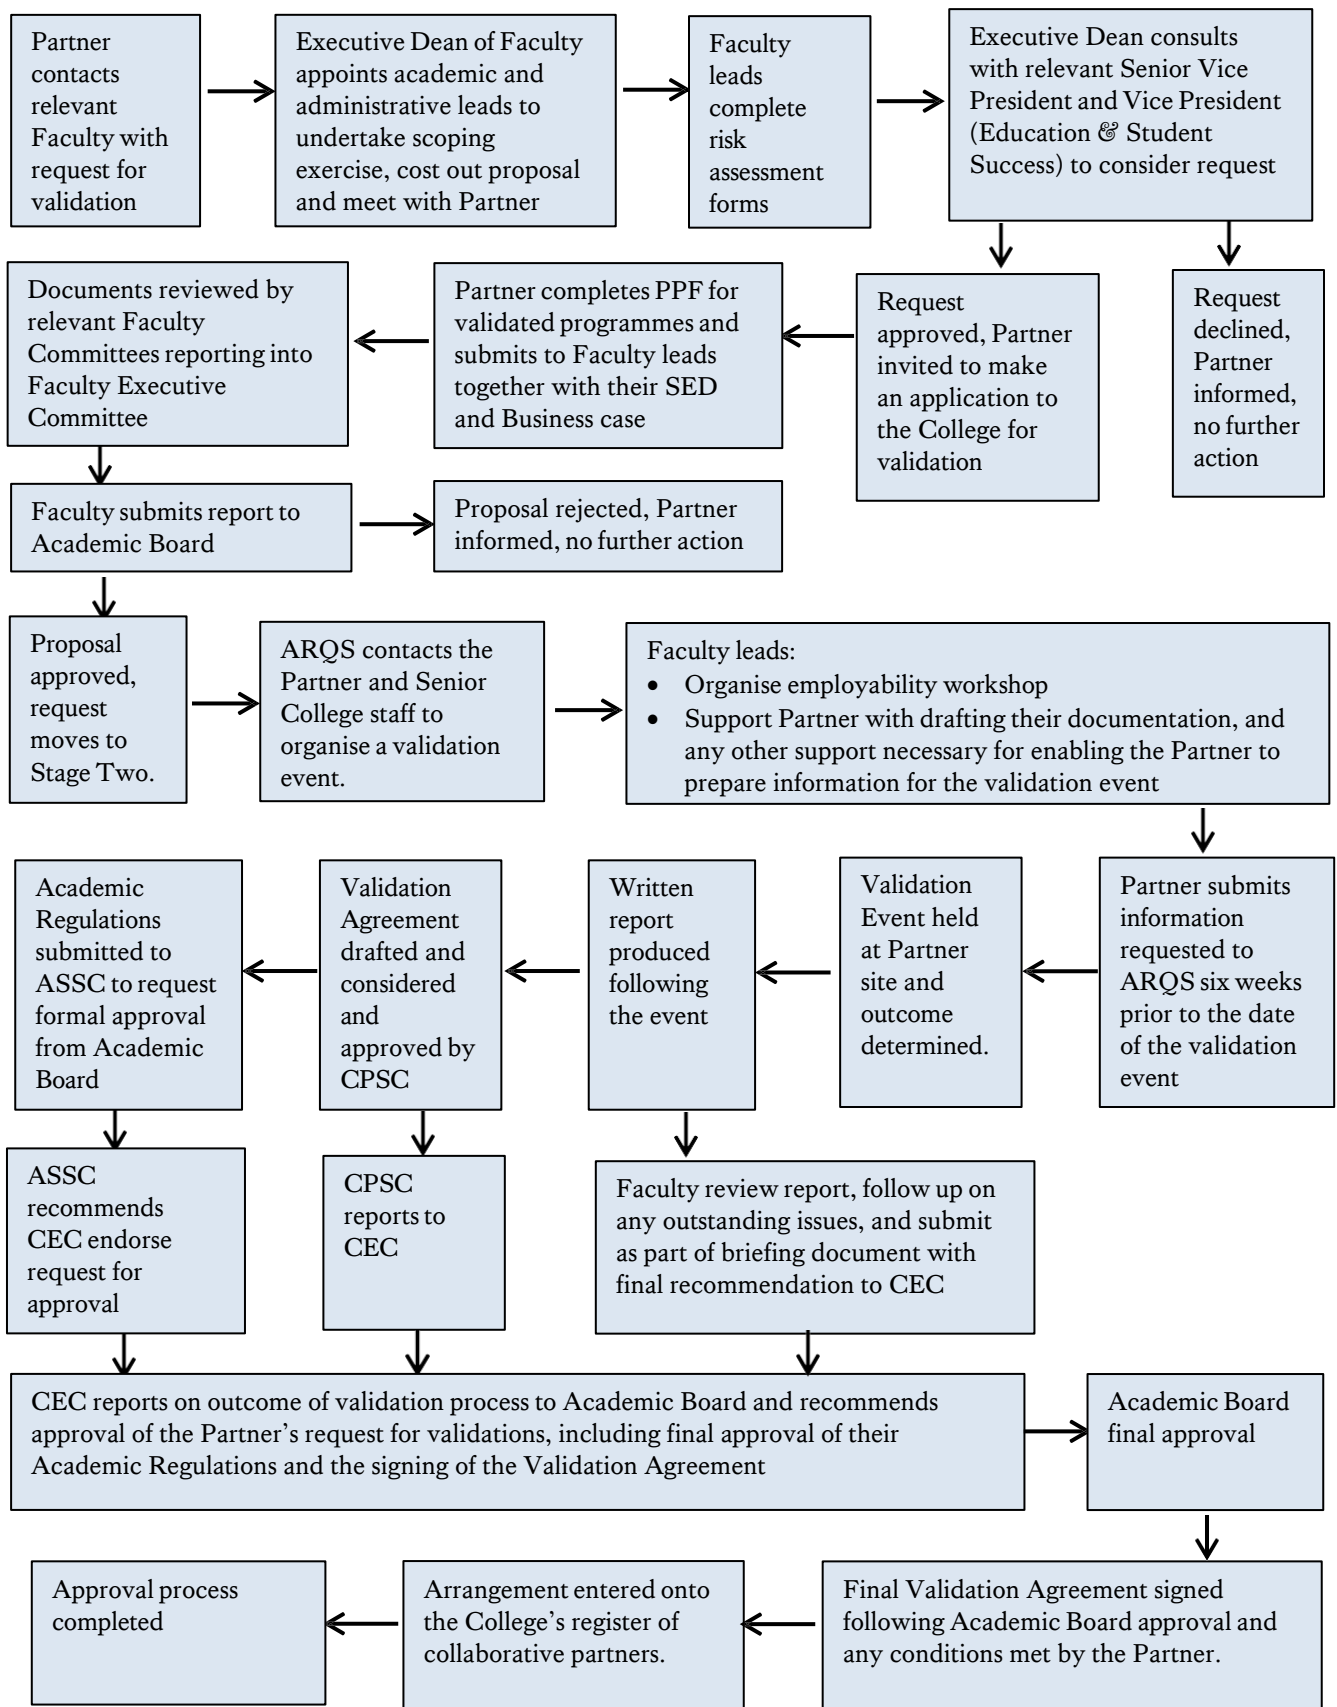 Partner
contacts
relevant
Faculty with
request for
validation
Executive Dean of Faculty
appoints academic and
administrative leads to
undertake scoping
exercise, cost out proposal
and meet with Partner
Faculty
leads
complete
risk
assessment
forms
Executive Dean consults
with relevant Senior Vice
President and Vice President
(Education & Student
Success) to consider request
Request
declined,
Partner
informed,
no further
action
Request
approved, Partner
invited to make
an application to
the College for
validation
Partner completes PPF for
validated programmes and
submits to Faculty leads
together with their SED
and Business case
Documents reviewed by
relevant Faculty
Committees reporting into
Faculty Executive
Committee
Faculty submits report to
Academic Board
Proposal rejected, Partner
informed, no further action
Proposal
approved,
request
moves to
Stage Two.
ARQS contacts the
Partner and Senior
College staff to
organise a validation
event.
Faculty leads:
• Organise employability workshop
• Support Partner with drafting their documentation, and
any other support necessary for enabling the Partner to
prepare information for the validation event
Partner submits
information
requested to
ARQS six weeks
prior to the date
of the validation
event
Validation
Event held
at Partner
site and
outcome
determined.
Written
report
produced
following
the event
Validation
Agreement
drafted and
considered
and
approved by
CPSC
Academic
Regulations
submitted to
ASSC to request
formal approval
from Academic
Board
ASSC
recommends
CEC endorse
request for
approval
CPSC
reports to
CEC
Faculty review report, follow up on
any outstanding issues, and submit
as part of briefing document with
final recommendation to CEC
CEC reports on outcome of validation process to Academic Board and recommends
approval of the Partner’s request for validations, including final approval of their
Academic Regulations and the signing of the Validation Agreement
Academic Board
final approval
Final Validation Agreement signed
following Academic Board approval and
any conditions met by the Partner.
Arrangement entered onto
the College’s register of
collaborative partners.
Approval process
completed